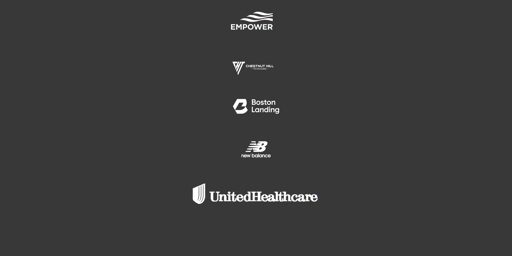 EMPOWER
CHESTNUT HILL
Boston
Landing
new balance
UnitedHealthcare